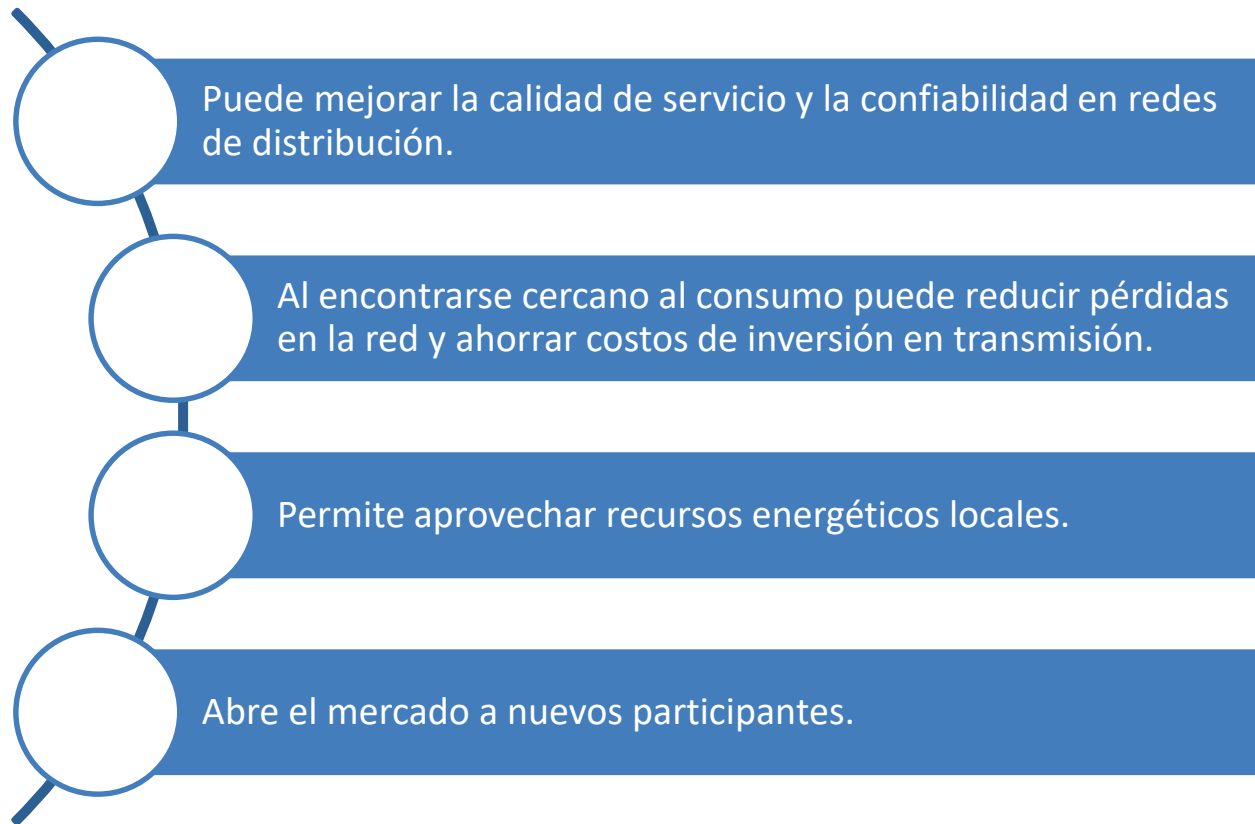 Puede mejorar la calidad de servicio y la confiabilidad en redes
de distribución.
Al encontrarse cercano al consumo puede reducir pérdidas
en la red y ahorrar costos de inversión en transmisión.
Permite aprovechar recursos energéticos locales.
Abre el mercado a nuevos participantes.